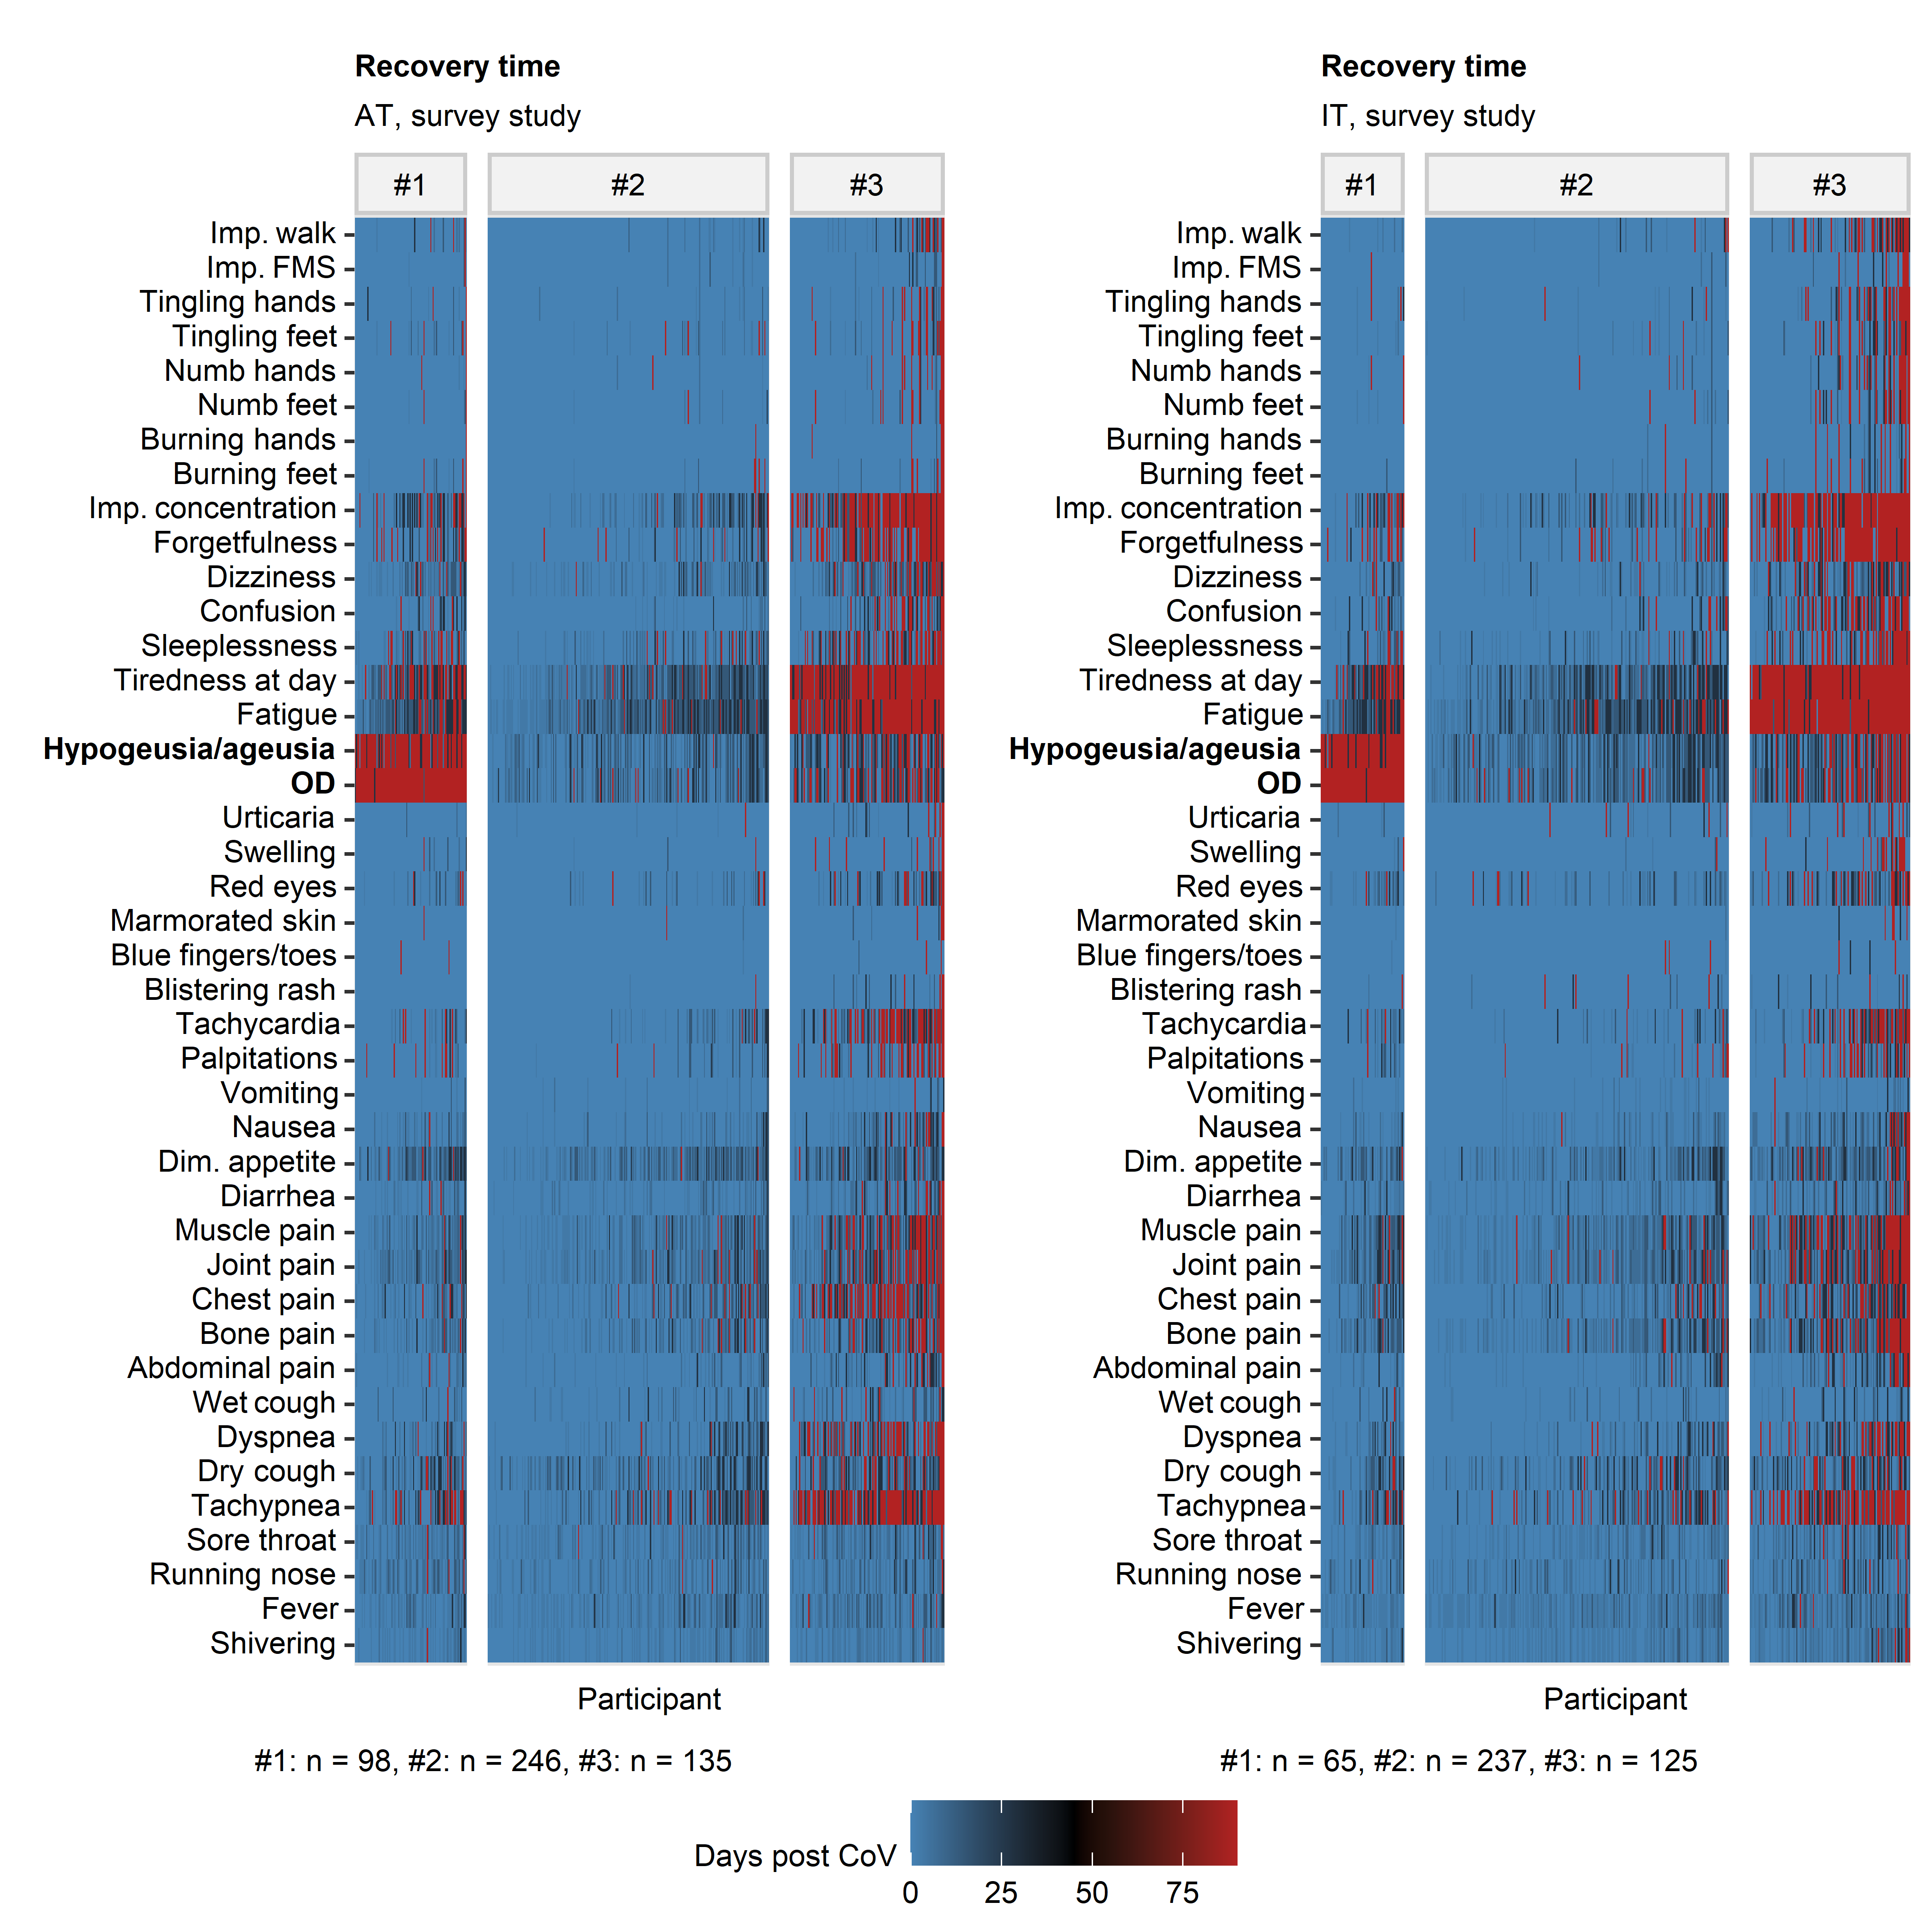 Recovery time
AT, survey study
#1 #2 #3
Imp. walk
Imp. FMS
Tingling hands
Tingling feet
Numb hands
Numb feet
Burning hands
Burning feet
Imp. concentration
Forgetfulness
Dizziness
Confusion
Sleeplessness
Tiredness at day
Fatigue
Hypogeusia/ageusia
OD
Urticaria
Swelling
Red eyes
Marmorated skin
Blue fingers/toes
Blistering rash
Tachycardia
Palpitations
Vomiting
Nausea
Dim. appetite
Diarrhea
Muscle pain
Joint pain
Chest pain
Bone pain
Abdominal pain
Wet cough
Dyspnea
Dry cough
Tachypnea
Sore throat
Running nose
Fever
Shivering
Participant
#1: n = 98, #2: n = 246, #3: n = 135
Recovery time
IT, survey study
#1 #2 #3
Imp. walk
Imp. FMS
Tingling hands
Tingling feet
Numb hands
Numb feet
Burning hands
Burning feet
Imp. concentration
Forgetfulness
Dizziness
Confusion
Sleeplessness
Tiredness at day
Fatigue
Hypogeusia/ageusia
OD
Urticaria
Swelling
Red eyes
Marmorated skin
Blue fingers/toes
Blistering rash
Tachycardia
Palpitations
Vomiting
Nausea
Dim. appetite
Diarrhea
Muscle pain
Joint pain
Chest pain
Bone pain
Abdominal pain
Wet cough
Dyspnea
Dry cough
Tachypnea
Sore throat
Running nose
Fever
Shivering
Participant
#1: n = 65, #2: n = 237, #3: n = 125
Days post CoV
0 25 50 75